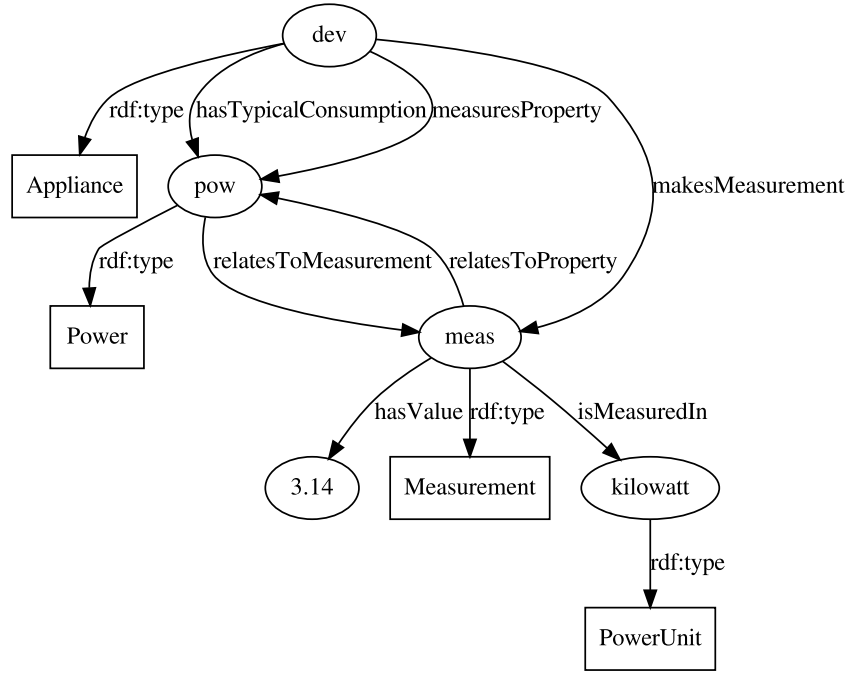 dev
rdf:type
hasTypicalConsumption
measuresProperty
Appliance
pow
makesMeasurement
rdf:type
relatesToMeasurement
relatesToProperty
Power
meas
hasValue
rdf:type
isMeasuredIn
3.14
Measurement
kilowatt
rdf:type
PowerUnit